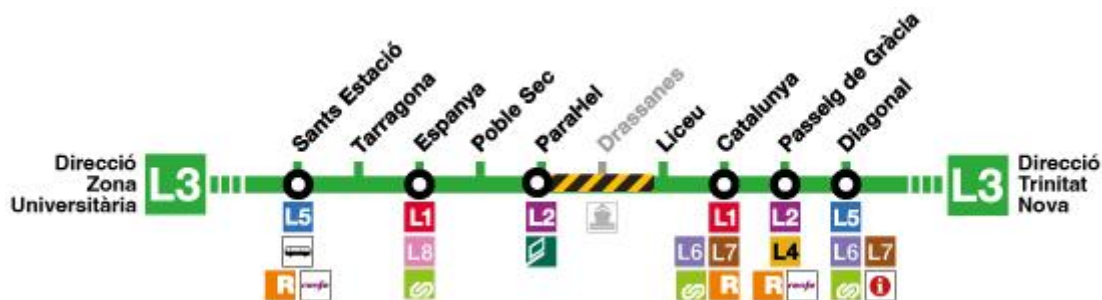 Sants Estació
Tarragona
Espanya
Poble Sec
Paral·lel
Drassanes
Liceu
Catalunya
Passeig de Gràcia
Diagonal
Direcció
Zona
Universitària
L3
L3
Direcció
Trinitat
Nova
L5
L1
L2
L1
L2
L5
L8
L6 L7
L4
L6 L7
R renfe
R
R renfe
i